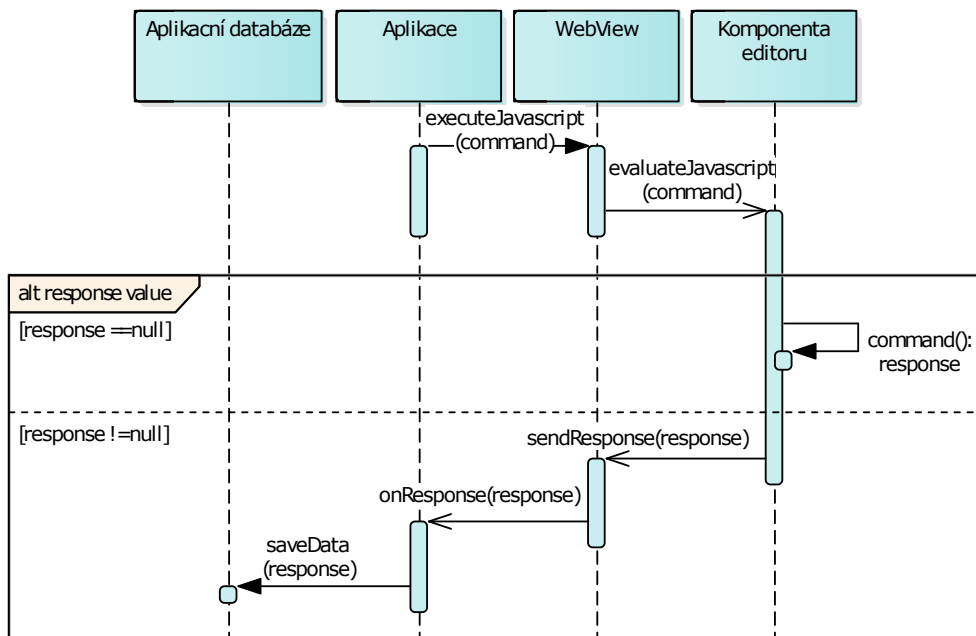 Aplikacní databáze
Aplikace
WebView
Komponenta
editoru
executeJavascript
(command)
evaluateJavascript
(command)
alt response value
[response ==null]
command():
response
[response !=null]
sendResponse(response)
onResponse(response)
saveData
(response)